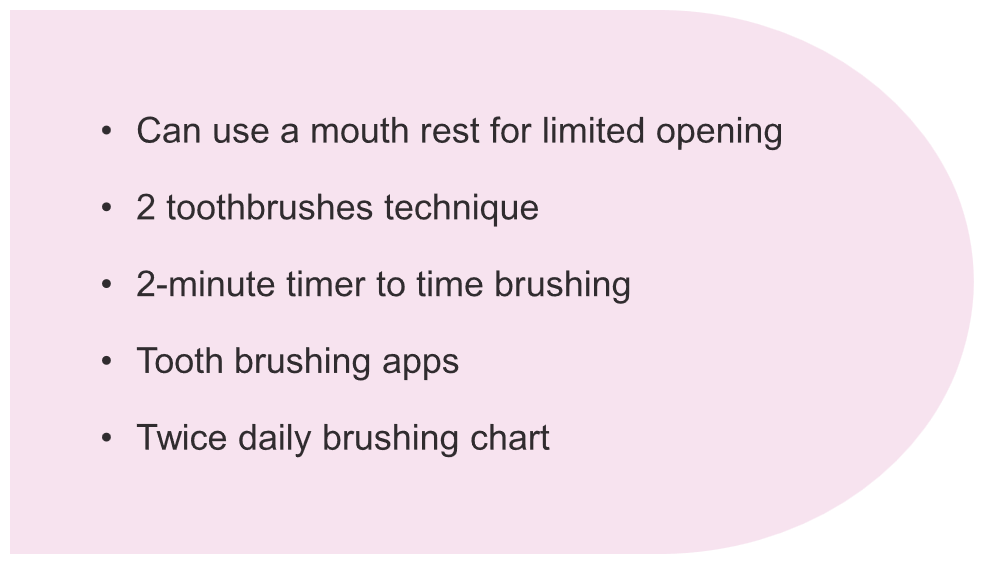 • Can use a mouth rest for limited opening
• 2 toothbrushes technique
• 2-minute timer to time brushing
• Tooth brushing apps
• Twice daily brushing chart